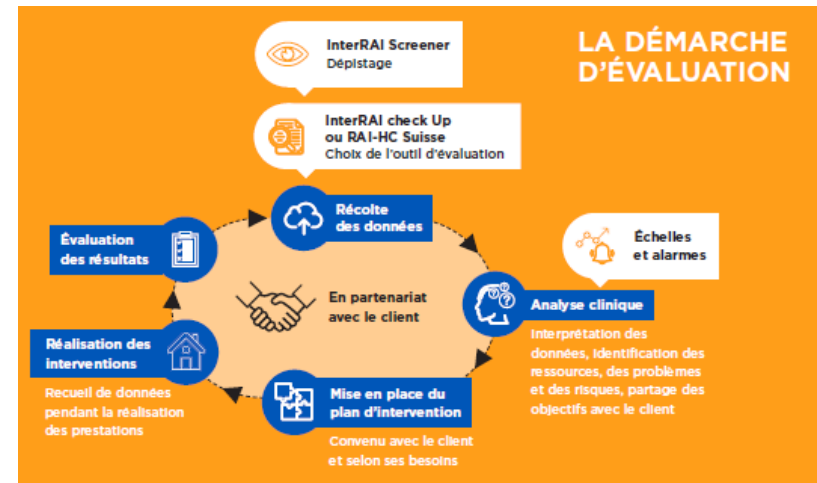 LA DÉMARCHE
D'ÉVALUATION
InterRAI Screener
Dépistage
InterRAI check Up
ou RAI-HC Suisse
Choix de l'outil d'évaluation
Récolte
des données
Échelles
et alarmes
Analyse clinique
Interprétation des
données, identification des
ressources, des problèmes
et des risques, partage des
objectifs avec le client
Mise en place du
plan d'intervention
Convenu avec le client
et selon ses besoins
Réalisation des
interventions
Recueil de données
pendant la réalisation
des prestations
Évaluation
des résultats
En partenariat
avec le client